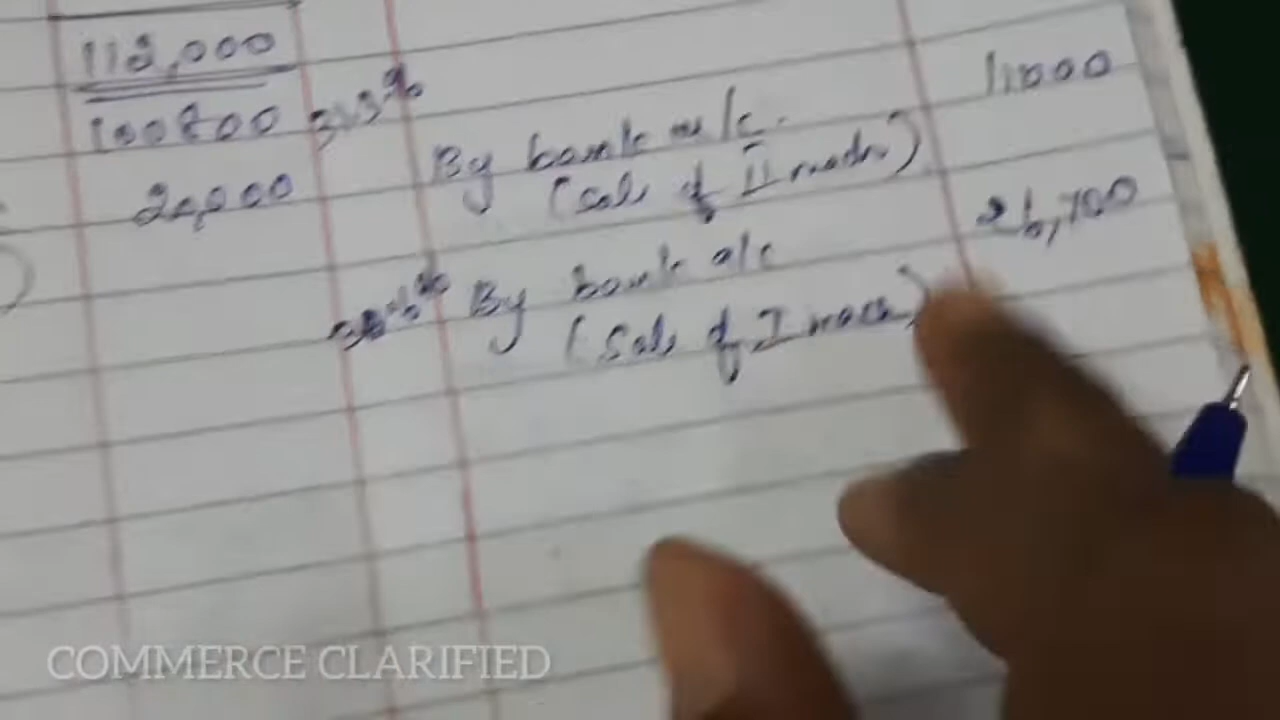 112,000
100800
20,000
By bank a/c.
(Sale of II mach.)
11000
By bank a/c
(Sale of I mach.)
26,700
COMMERCE CLARIFIED